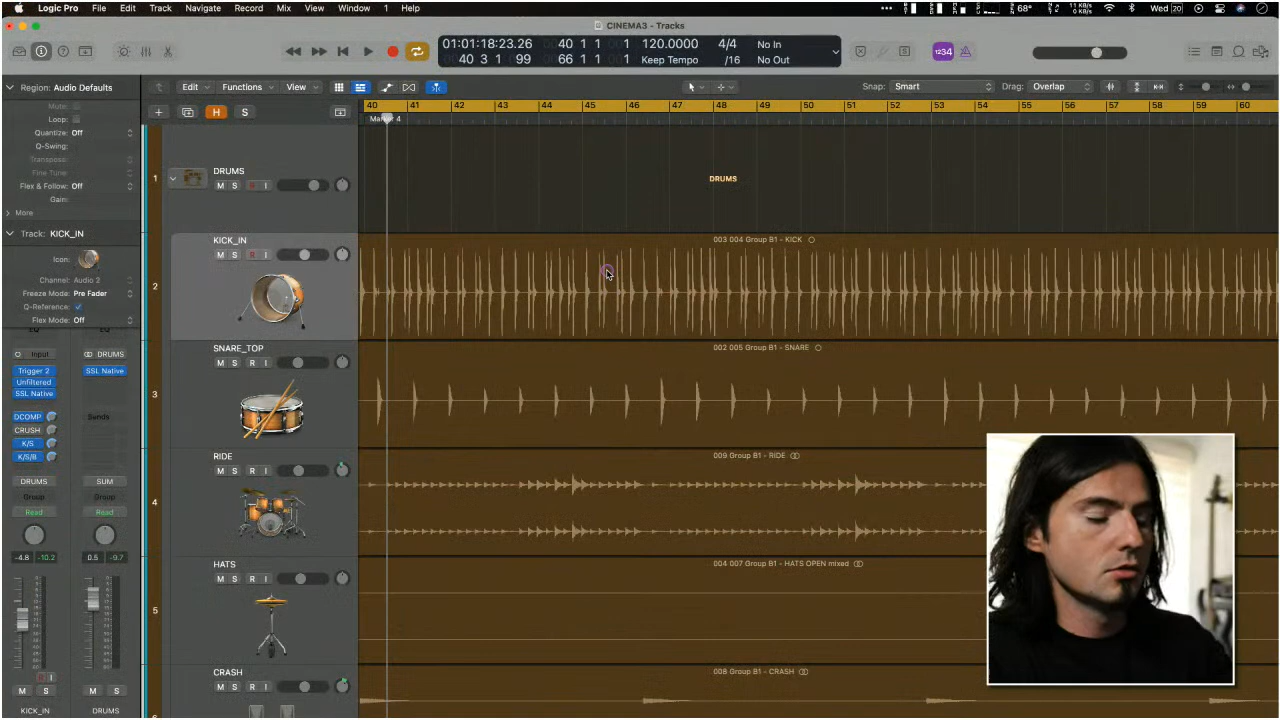 Logic Pro File Edit Track Navigate Record Mix View Window 1 Help
68° Wed 20
CINEMA3 - Tracks
01:01:18:23.26 40 1 1 1 120.0000 4/4 No In
40 3 1 99 66 1 1 1 Keep Tempo /16 No Out
1234
Region: Audio Defaults
Edit Functions View
Snap: Smart Drag: Overlap
Mute:
Loop:
Quantize: Off
Q-Swing:
Transpose:
Fine Tune:
Flex & Follow: Off
Gain:
More
Track: KICK_IN
Icon:
Channel: Audio 2
Freeze Mode: Pre Fader
Q-Reference:
Flex Mode: Off
EQ EQ
Input DRUMS
Trigger 2 SSL Native
Unfiltered
SSL Native
DCOMP Sends
CRUSH
K/S
K/S/B
DRUMS SUM
Group Group
Read Read
-4.8 -10.2 0.5 -9.7
I
M S M S
KICK_IN DRUMS
H S
40 41 42 43 44 45 46 47 48 49 50 51 52 53 54 55 56 57 58 59 60
1 DRUMS
M S R I
DRUMS
2 KICK_IN
M S R I
003 004 Group B1 - KICK
3 SNARE_TOP
M S R I
002 005 Group B1 - SNARE
4 RIDE
M S R I
009 Group B1 - RIDE
5 HATS
M S R I
004 007 Group B1 - HATS OPEN mixed
CRASH
M S R I
008 Group B1 - CRASH